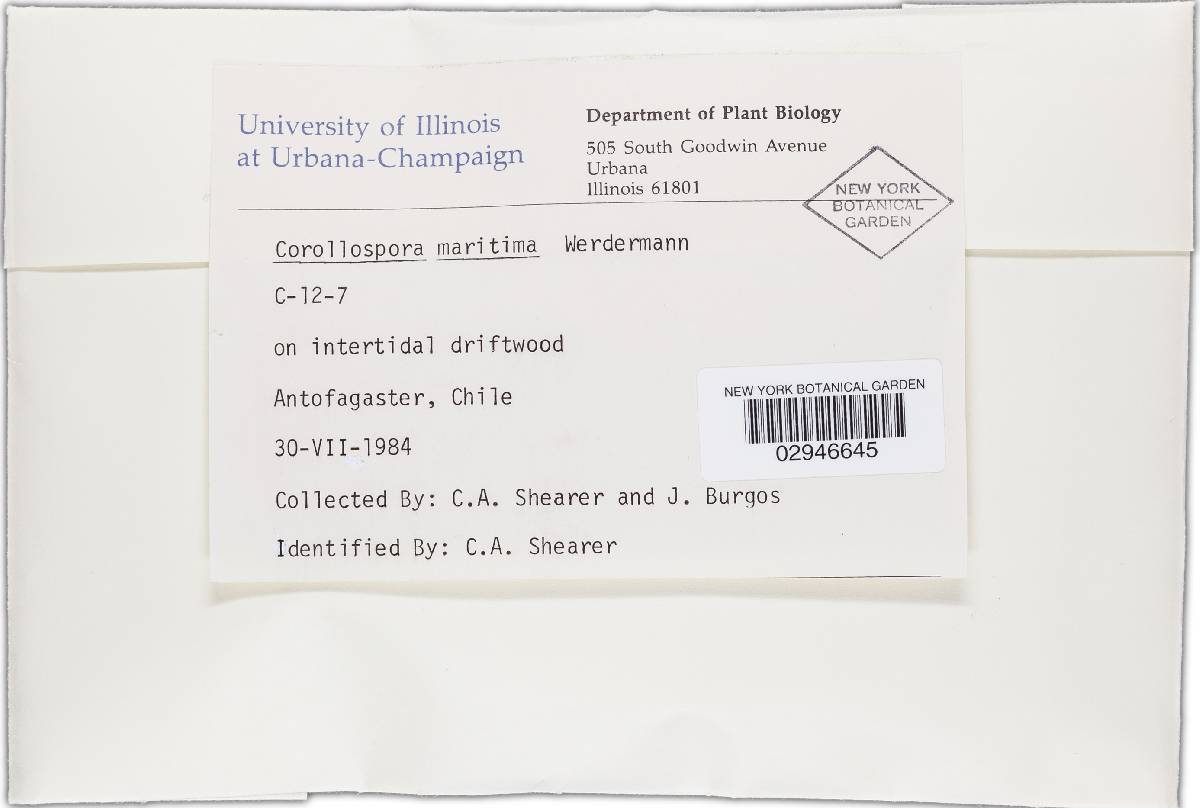 University of Illinois
at Urbana-Champaign
Department of Plant Biology
505 South Goodwin Avenue
Urbana
Illinois 61801
NEW YORK
BOTANICAL
GARDEN
Corollospora maritima Werdermann
C-12-7
on intertidal driftwood
Antofagaster, Chile
30-VII-1984
Collected By: C.A. Shearer and J. Burgos
Identified By: C.A. Shearer
NEW YORK BOTANICAL GARDEN
02946645